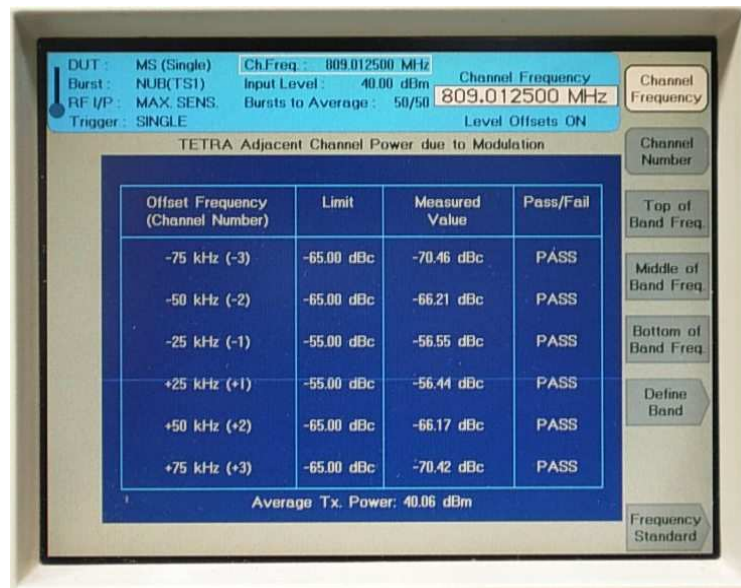 DUT : MS (Single) Ch.Freq. : 809.012500 MHz
Burst : NUB(TS1) Input Level : 40.00 dBm
RF I/P : MAX. SENS. Bursts to Average : 50/50
Trigger : SINGLE
Channel Frequency
809.012500 MHz
Level Offsets ON
TETRA Adjacent Channel Power due to Modulation
Offset Frequency (Channel Number) Limit Measured Value Pass/Fail
-75 kHz (-3) -65.00 dBc -70.46 dBc PASS
-50 kHz (-2) -65.00 dBc -66.21 dBc PASS
-25 kHz (-1) -55.00 dBc -56.55 dBc PASS
+25 kHz (+1) -55.00 dBc -56.44 dBc PASS
+50 kHz (+2) -65.00 dBc -66.17 dBc PASS
+75 kHz (+3) -65.00 dBc -70.42 dBc PASS
Average Tx. Power: 40.06 dBm
Channel
Frequency
Channel
Number
Top of
Band Freq.
Middle of
Band Freq.
Bottom of
Band Freq.
Define
Band
Frequency
Standard